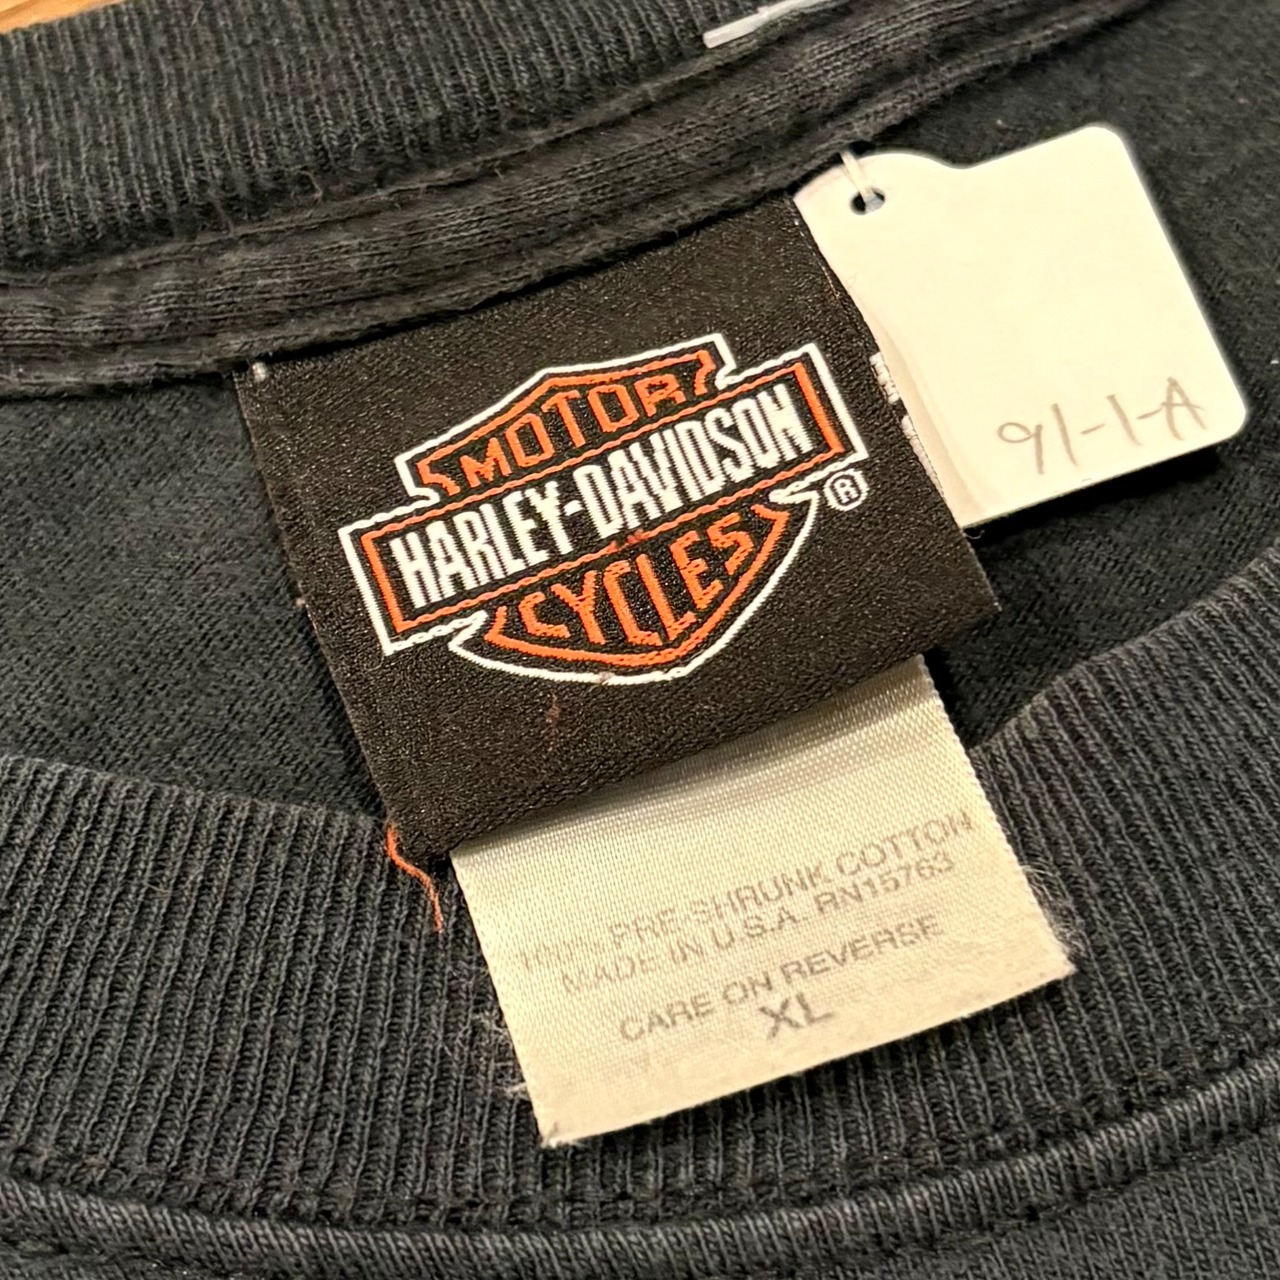 MOTOR
HARLEY-DAVIDSON
CYCLES
®
91-1-A
100% PRE-SHRUNK COTTON
MADE IN U.S.A. RN15763
CARE ON REVERSE
XL